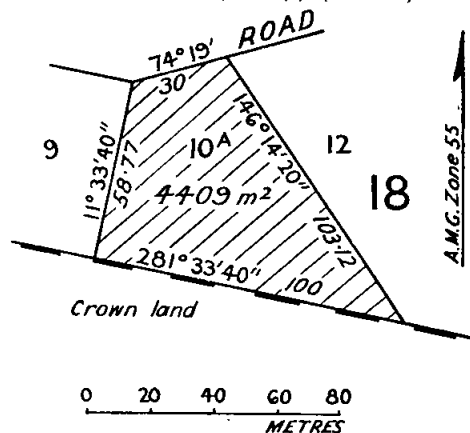 74° 19'
ROAD
30
9
10A
12
18
4409 m²
11° 33' 40"
58·77
146° 14' 20"
103·12
281° 33' 40"
100
Crown land
A.M.G. Zone 55
0 20 40 60 80
METRES